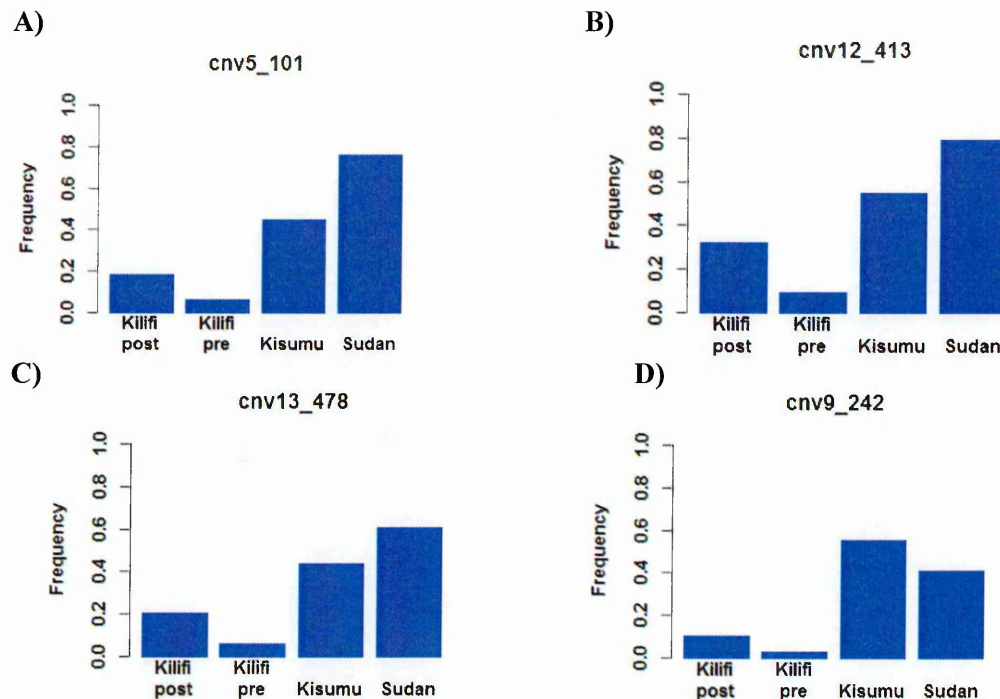 A)
cnv5_101
Frequency
0.0 0.2 0.4 0.6 0.8 1.0
Kilifi post
Kilifi pre
Kisumu
Sudan
B)
cnv12_413
Frequency
0.0 0.2 0.4 0.6 0.8 1.0
Kilifi post
Kilifi pre
Kisumu
Sudan
C)
cnv13_478
Frequency
0.0 0.2 0.4 0.6 0.8 1.0
Kilifi post
Kilifi pre
Kisumu
Sudan
D)
cnv9_242
Frequency
0.0 0.2 0.4 0.6 0.8 1.0
Kilifi post
Kilifi pre
Kisumu
Sudan